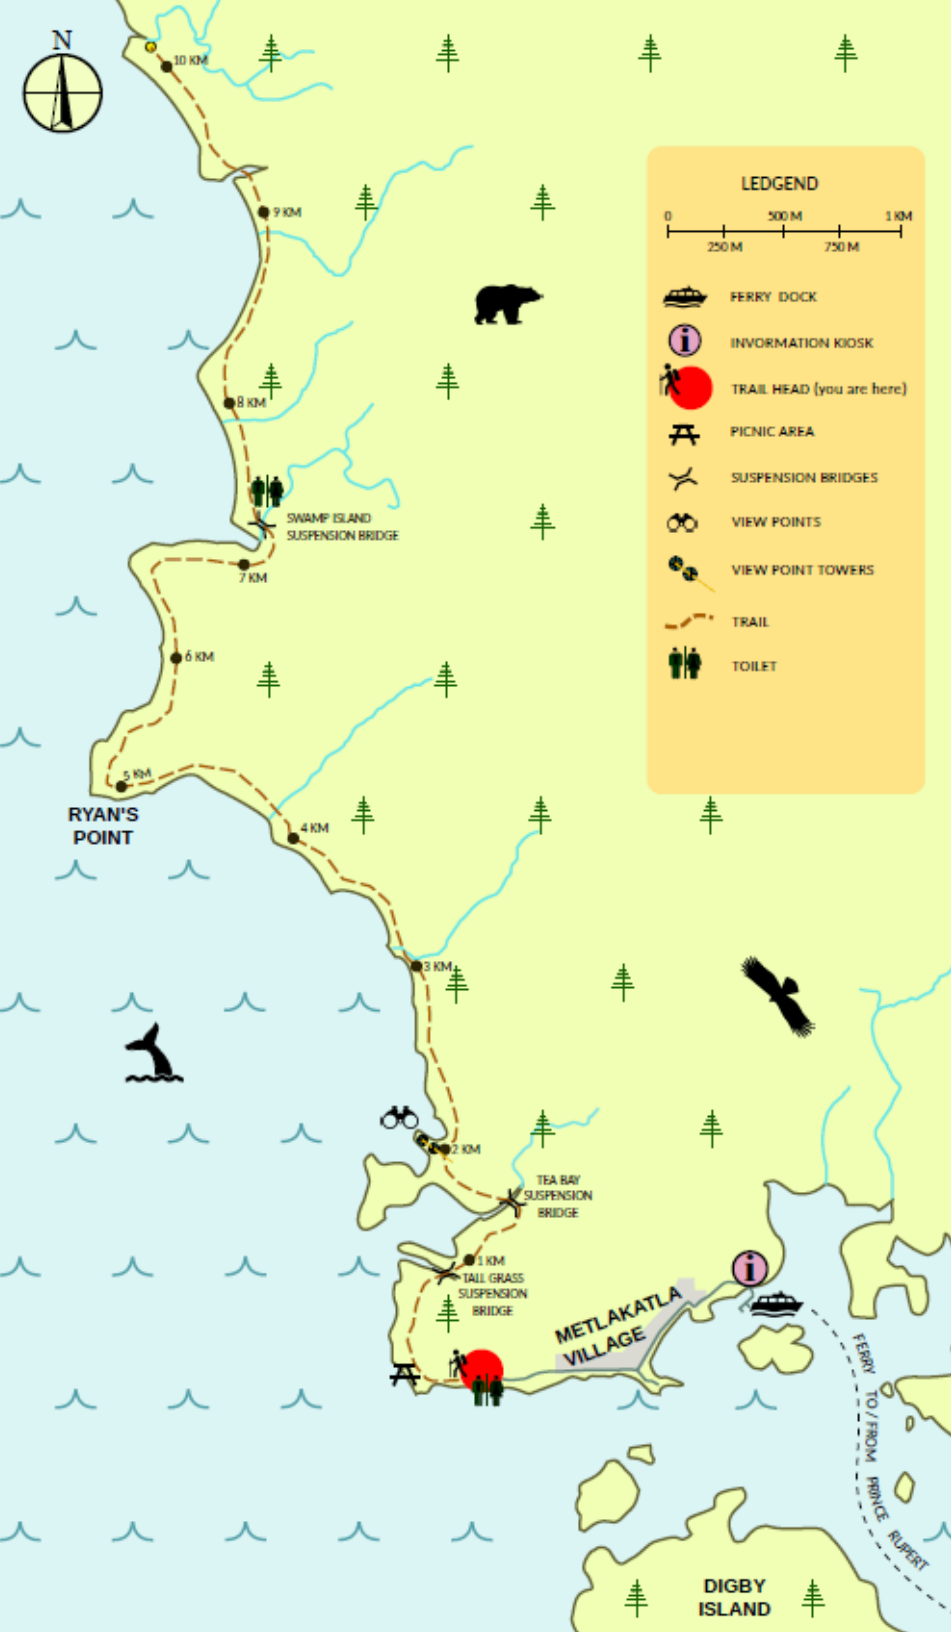 N
10 KM
9 KM
8 KM
SWAMP ISLAND
SUSPENSION BRIDGE
7 KM
6 KM
5 KM
RYAN'S
POINT
4 KM
3 KM
2 KM
TEA BAY
SUSPENSION
BRIDGE
1 KM
TALL GRASS
SUSPENSION
BRIDGE
METLAKATLA
VILLAGE
i
FERRY TO / FROM PRINCE RUPERT
DIGBY
ISLAND
LEDGEND
0 500 M 1 KM
250 M 750 M
FERRY DOCK
i INVORMATION KIOSK
TRAIL HEAD (you are here)
PICNIC AREA
SUSPENSION BRIDGES
VIEW POINTS
VIEW POINT TOWERS
TRAIL
TOILET